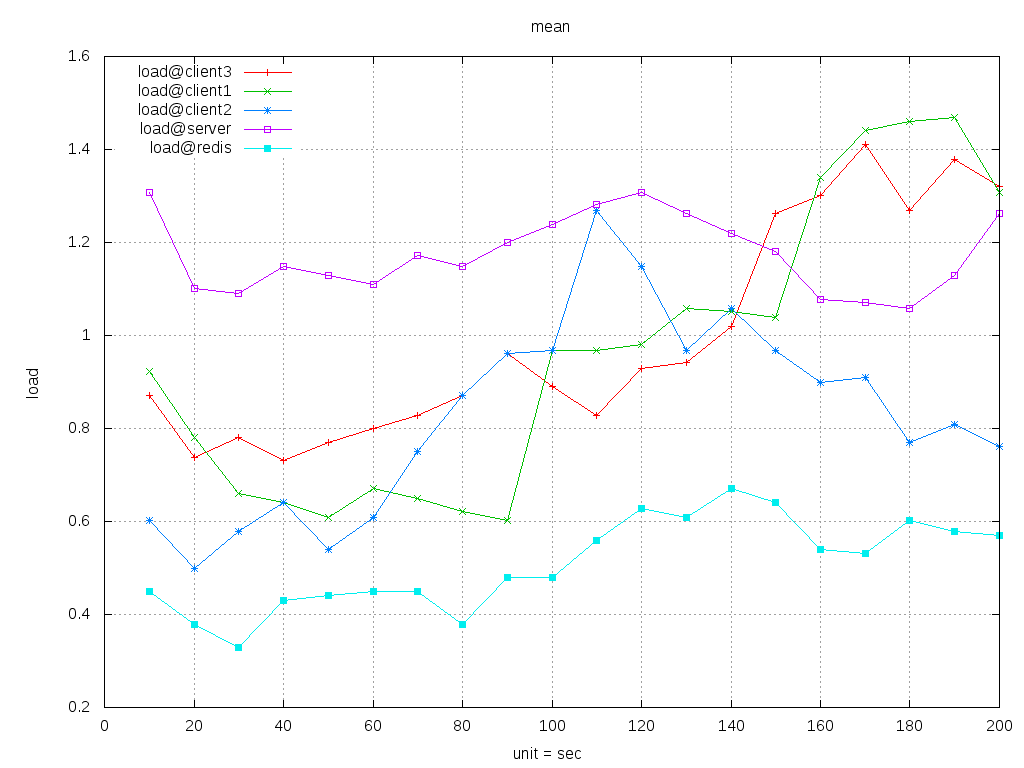 mean
1.6
1.4
1.2
1
0.8
0.6
0.4
0.2
load
load@client3
load@client1
load@client2
load@server
load@redis
0 20 40 60 80 100 120 140 160 180 200
unit = sec